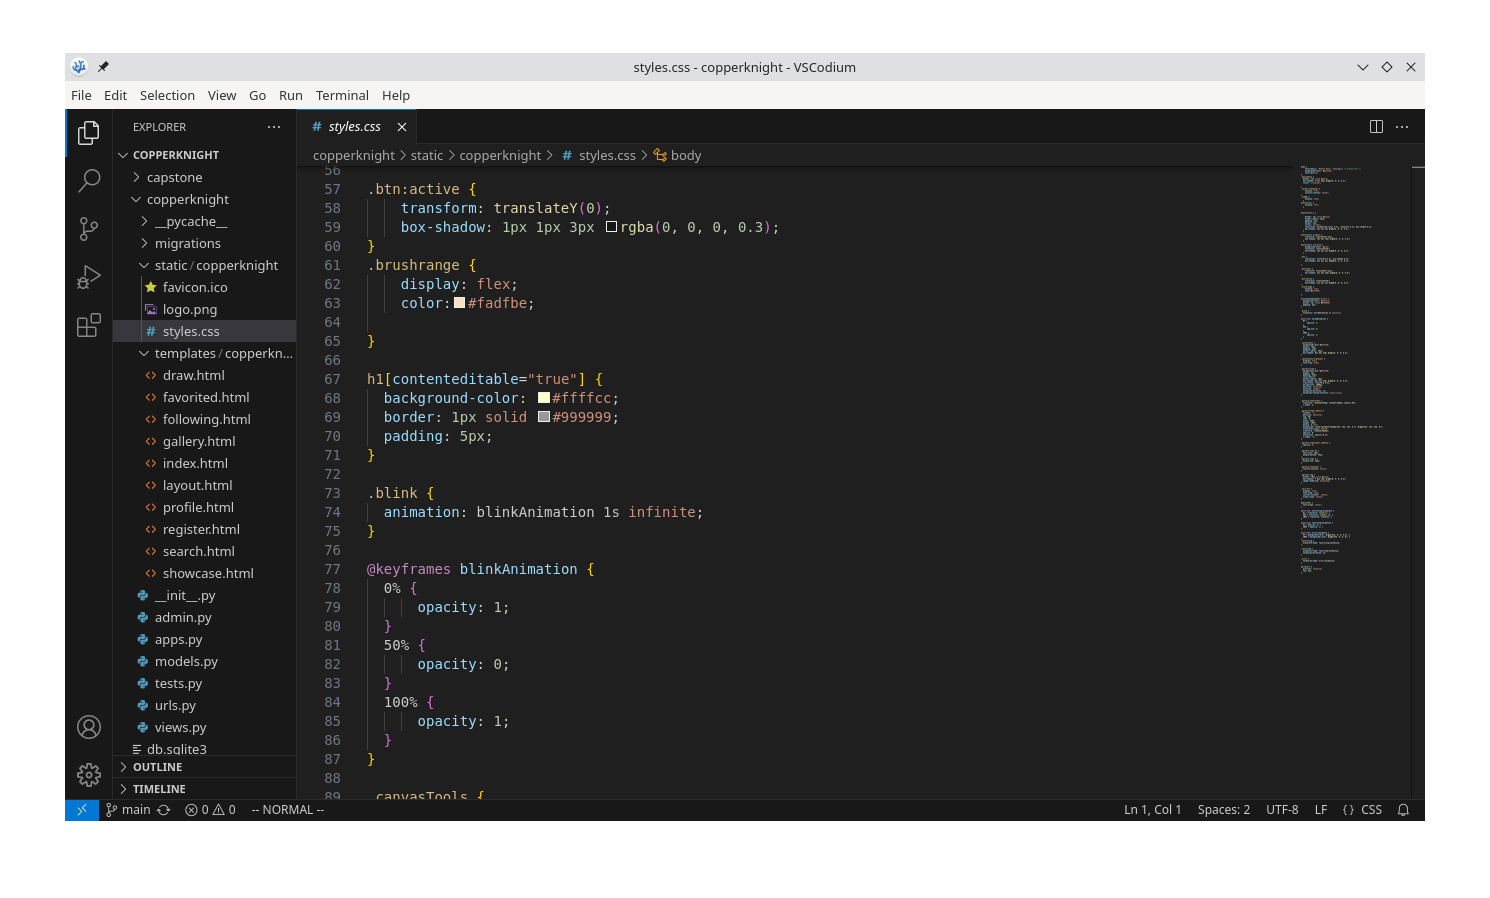 styles.css - copperknight - VSCodium
File Edit Selection View Go Run Terminal Help
EXPLORER
COPPERKNIGHT
capstone
copperknight
__pycache__
migrations
static/copperknight
favicon.ico
logo.png
# styles.css
templates/copperkn...
draw.html
favorited.html
following.html
gallery.html
index.html
layout.html
profile.html
register.html
search.html
showcase.html
__init__.py
admin.py
apps.py
models.py
tests.py
urls.py
views.py
db.sqlite3
OUTLINE
TIMELINE
# styles.css
copperknight > static > copperknight > # styles.css > body
56
57 .btn:active {
58 transform: translateY(0);
59 box-shadow: 1px 1px 3px rgba(0, 0, 0, 0.3);
60 }
61 .brushrange {
62 display: flex;
63 color: #fadfbe;
64
65 }
66
67 h1[contenteditable="true"] {
68 background-color: #ffffcc;
69 border: 1px solid #999999;
70 padding: 5px;
71 }
72
73 .blink {
74 animation: blinkAnimation 1s infinite;
75 }
76
77 @keyframes blinkAnimation {
78 0% {
79 opacity: 1;
80 }
81 50% {
82 opacity: 0;
83 }
84 100% {
85 opacity: 1;
86 }
87 }
88
89 .canvasTools {
main 0 0 -- NORMAL -- Ln 1, Col 1 Spaces: 2 UTF-8 LF {} CSS